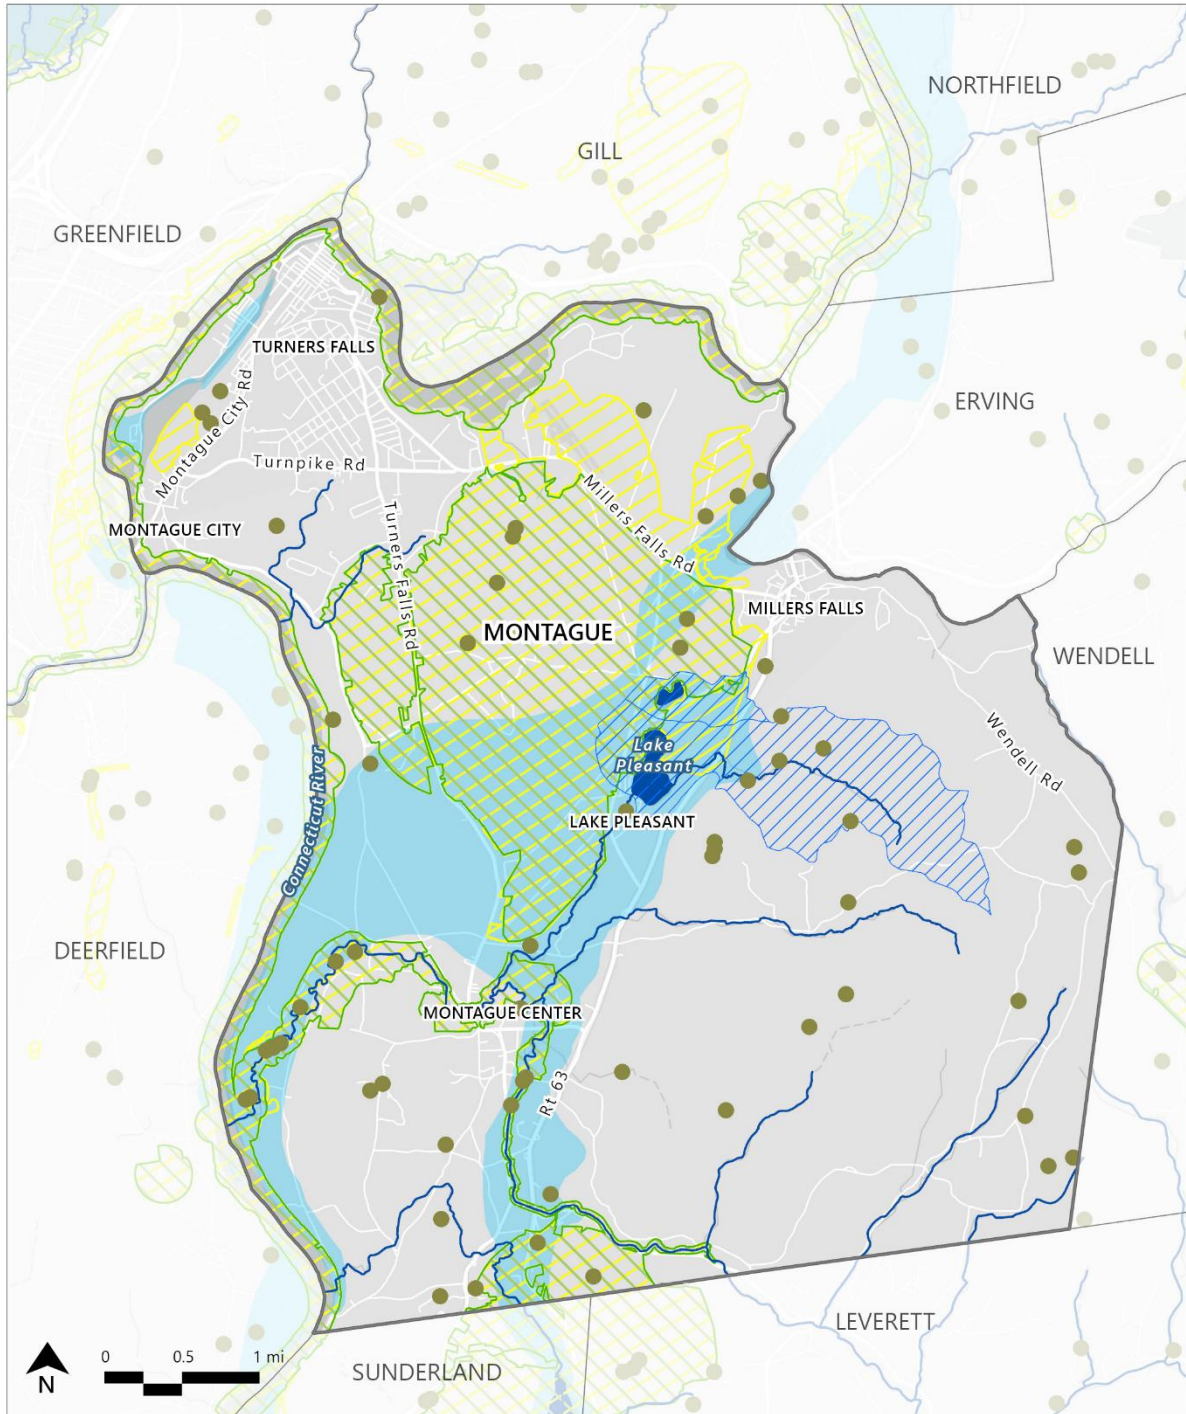 NORTHFIELD
GILL
GREENFIELD
TURNERS FALLS
ERVING
Montague City Rd
Turnpike Rd
Millers Falls Rd
MONTAGUE CITY
Turners Falls Rd
MILLERS FALLS
MONTAGUE
WENDELL
Wendell Rd
Lake
Pleasant
Connecticut River
LAKE PLEASANT
DEERFIELD
MONTAGUE CENTER
Rt 63
LEVERETT
SUNDERLAND
0 0.5 1 mi
N